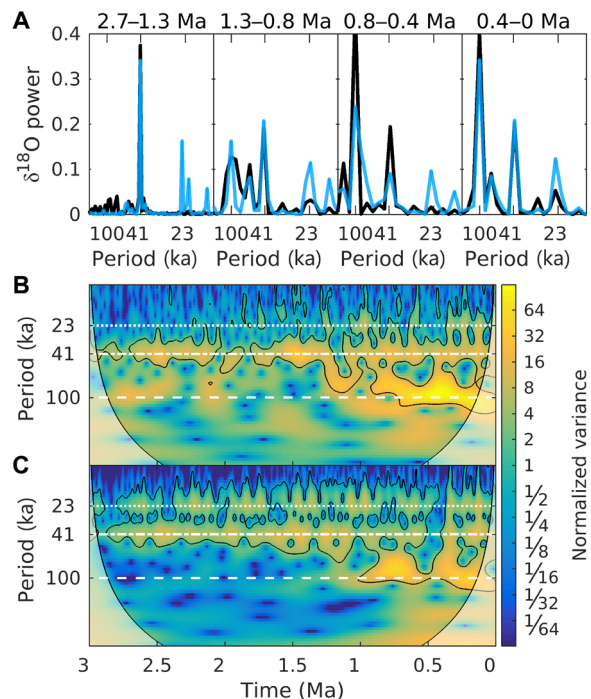 A 2.7–1.3 Ma 1.3–0.8 Ma 0.8–0.4 Ma 0.4–0 Ma
0.4
0.3
0.2
0.1
0
δ18O power
10041 23 10041 23 10041 23 10041 23
Period (ka) Period (ka) Period (ka) Period (ka)
B
23
41
100
Period (ka)
C
23
41
100
Period (ka)
3 2.5 2 1.5 1 0.5 0
Time (Ma)
64
32
16
8
4
2
1
1/2
1/4
1/8
1/16
1/32
1/64
Normalized variance